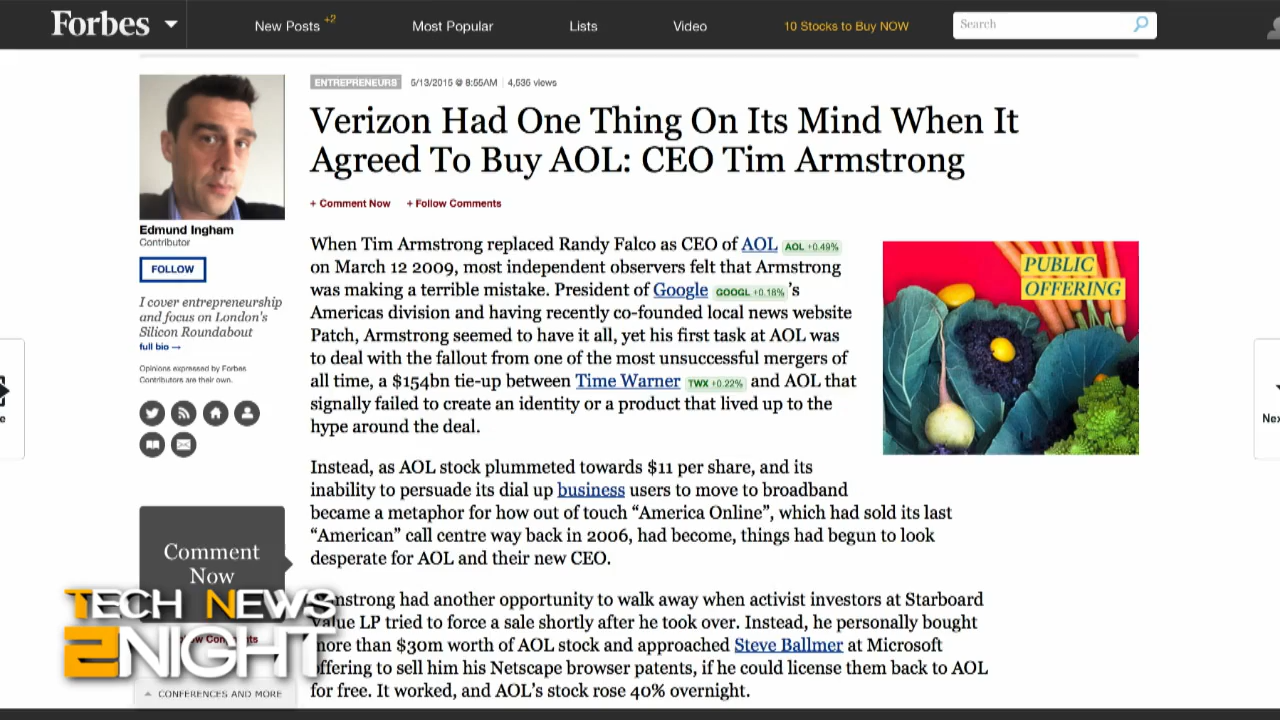 Forbes
New Posts +2
Most Popular
Lists
Video
10 Stocks to Buy NOW
Search
ENTREPRENEURS 5/13/2015 @ 8:55AM 4,536 views
Verizon Had One Thing On Its Mind When It
Agreed To Buy AOL: CEO Tim Armstrong
+ Comment Now + Follow Comments
Edmund Ingham
Contributor
FOLLOW
I cover entrepreneurship
and focus on London's
Silicon Roundabout
full bio →
Opinions expressed by Forbes
Contributors are their own.
Comment
Now
CONFERENCES AND MORE
When Tim Armstrong replaced Randy Falco as CEO of AOL AOL +0.49%
on March 12 2009, most independent observers felt that Armstrong
was making a terrible mistake. President of Google GOOGL +0.18% 's
Americas division and having recently co-founded local news website
Patch, Armstrong seemed to have it all, yet his first task at AOL was
to deal with the fallout from one of the most unsuccessful mergers of
all time, a $154bn tie-up between Time Warner TWX +0.22% and AOL that
signally failed to create an identity or a product that lived up to the
hype around the deal.
PUBLIC
OFFERING
Instead, as AOL stock plummeted towards $11 per share, and its
inability to persuade its dial up business users to move to broadband
became a metaphor for how out of touch “America Online”, which had sold its last
“American” call centre way back in 2006, had become, things had begun to look
desperate for AOL and their new CEO.
had another opportunity to walk away when activist investors at Starboard
LP tried to force a sale shortly after he took over. Instead, he personally bought
than $30m worth of AOL stock and approached Steve Ballmer at Microsoft
to sell him his Netscape browser patents, if he could license them back to AOL
for free. It worked, and AOL's stock rose 40% overnight.
TECH NEWS
2NIGHT
Nex